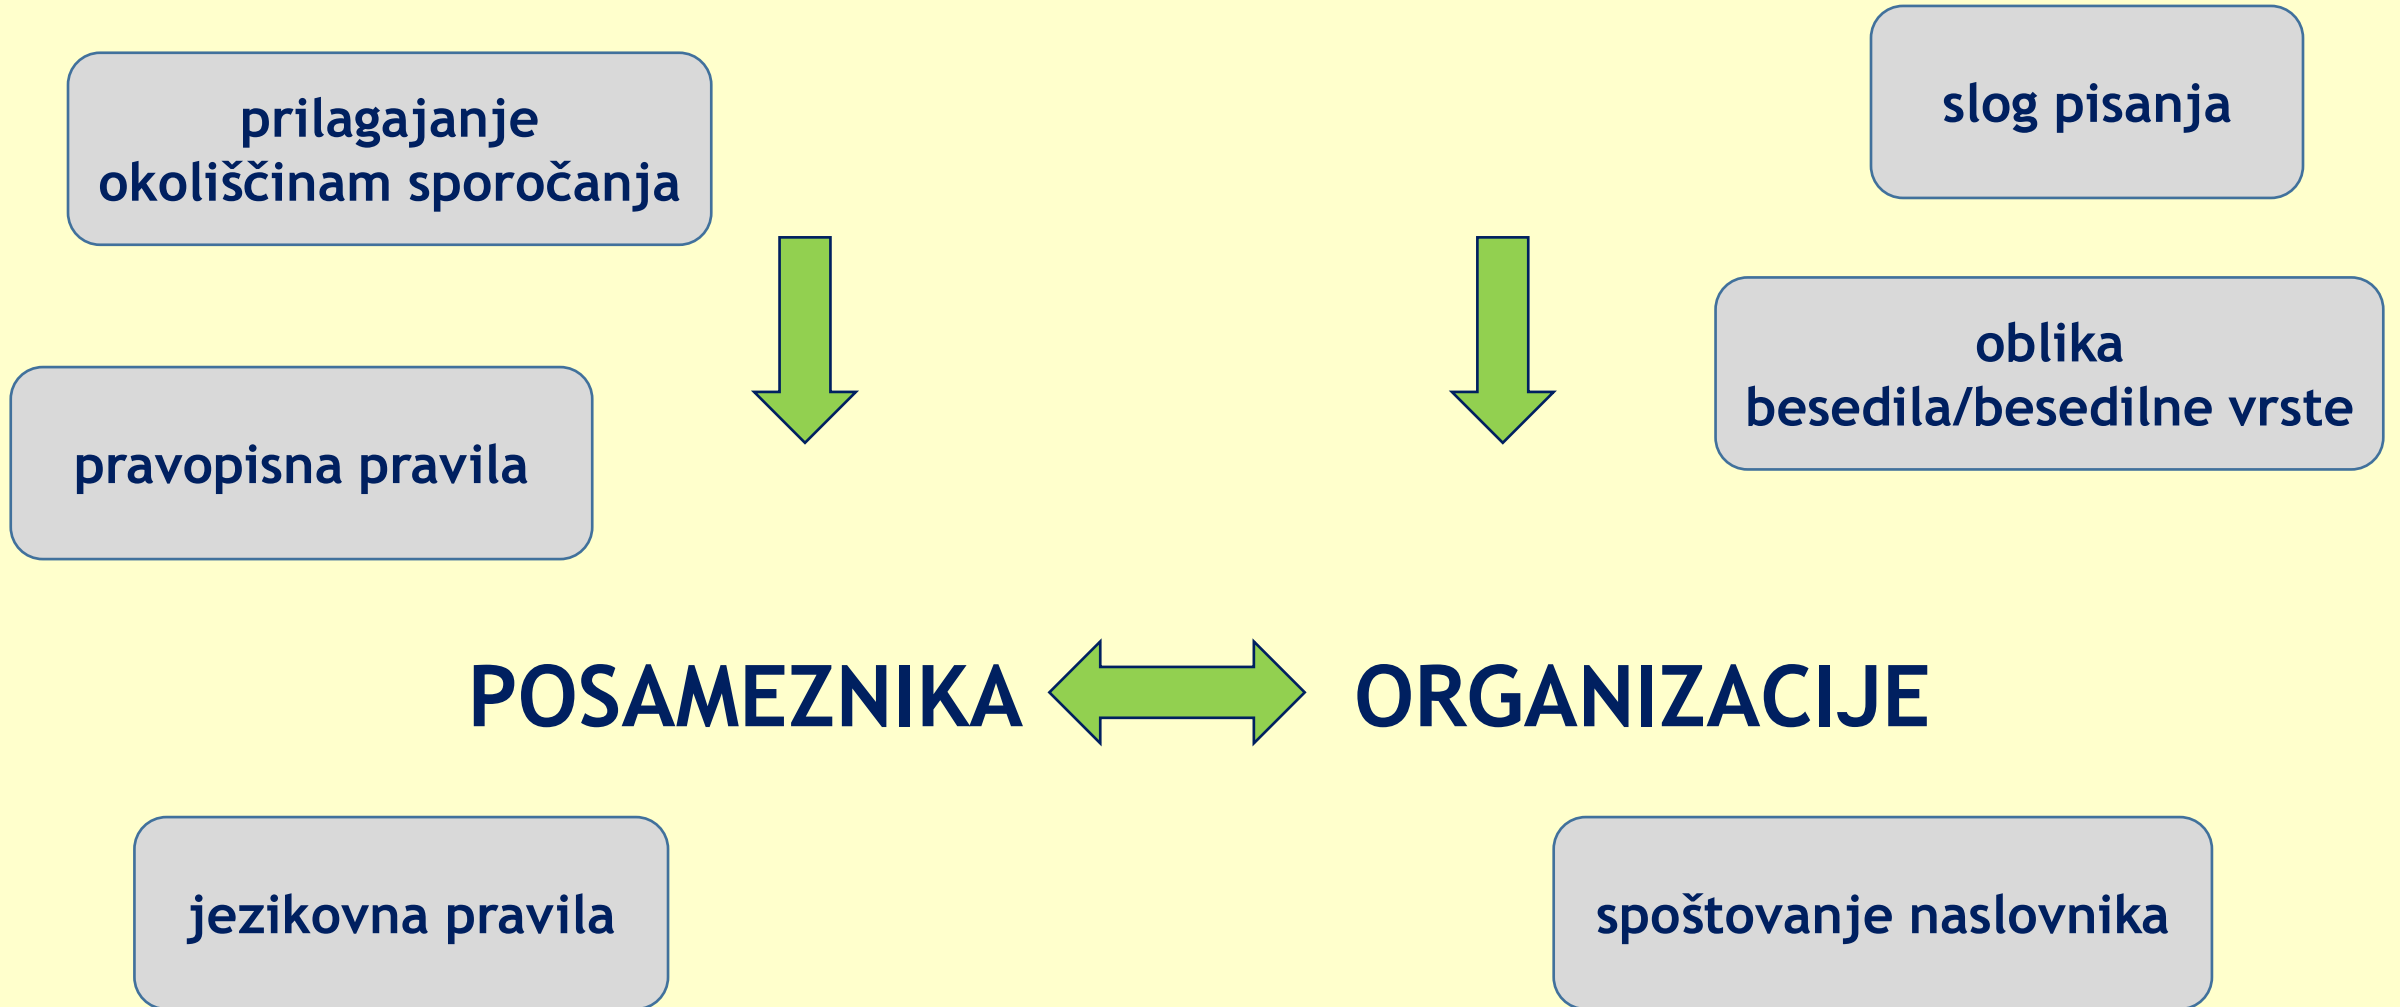 prilagajanje
okoliščinam sporočanja
slog pisanja
oblika
besedila/besedilne vrste
pravopisna pravila
POSAMEZNIKA
ORGANIZACIJE
jezikovna pravila
spoštovanje naslovnika